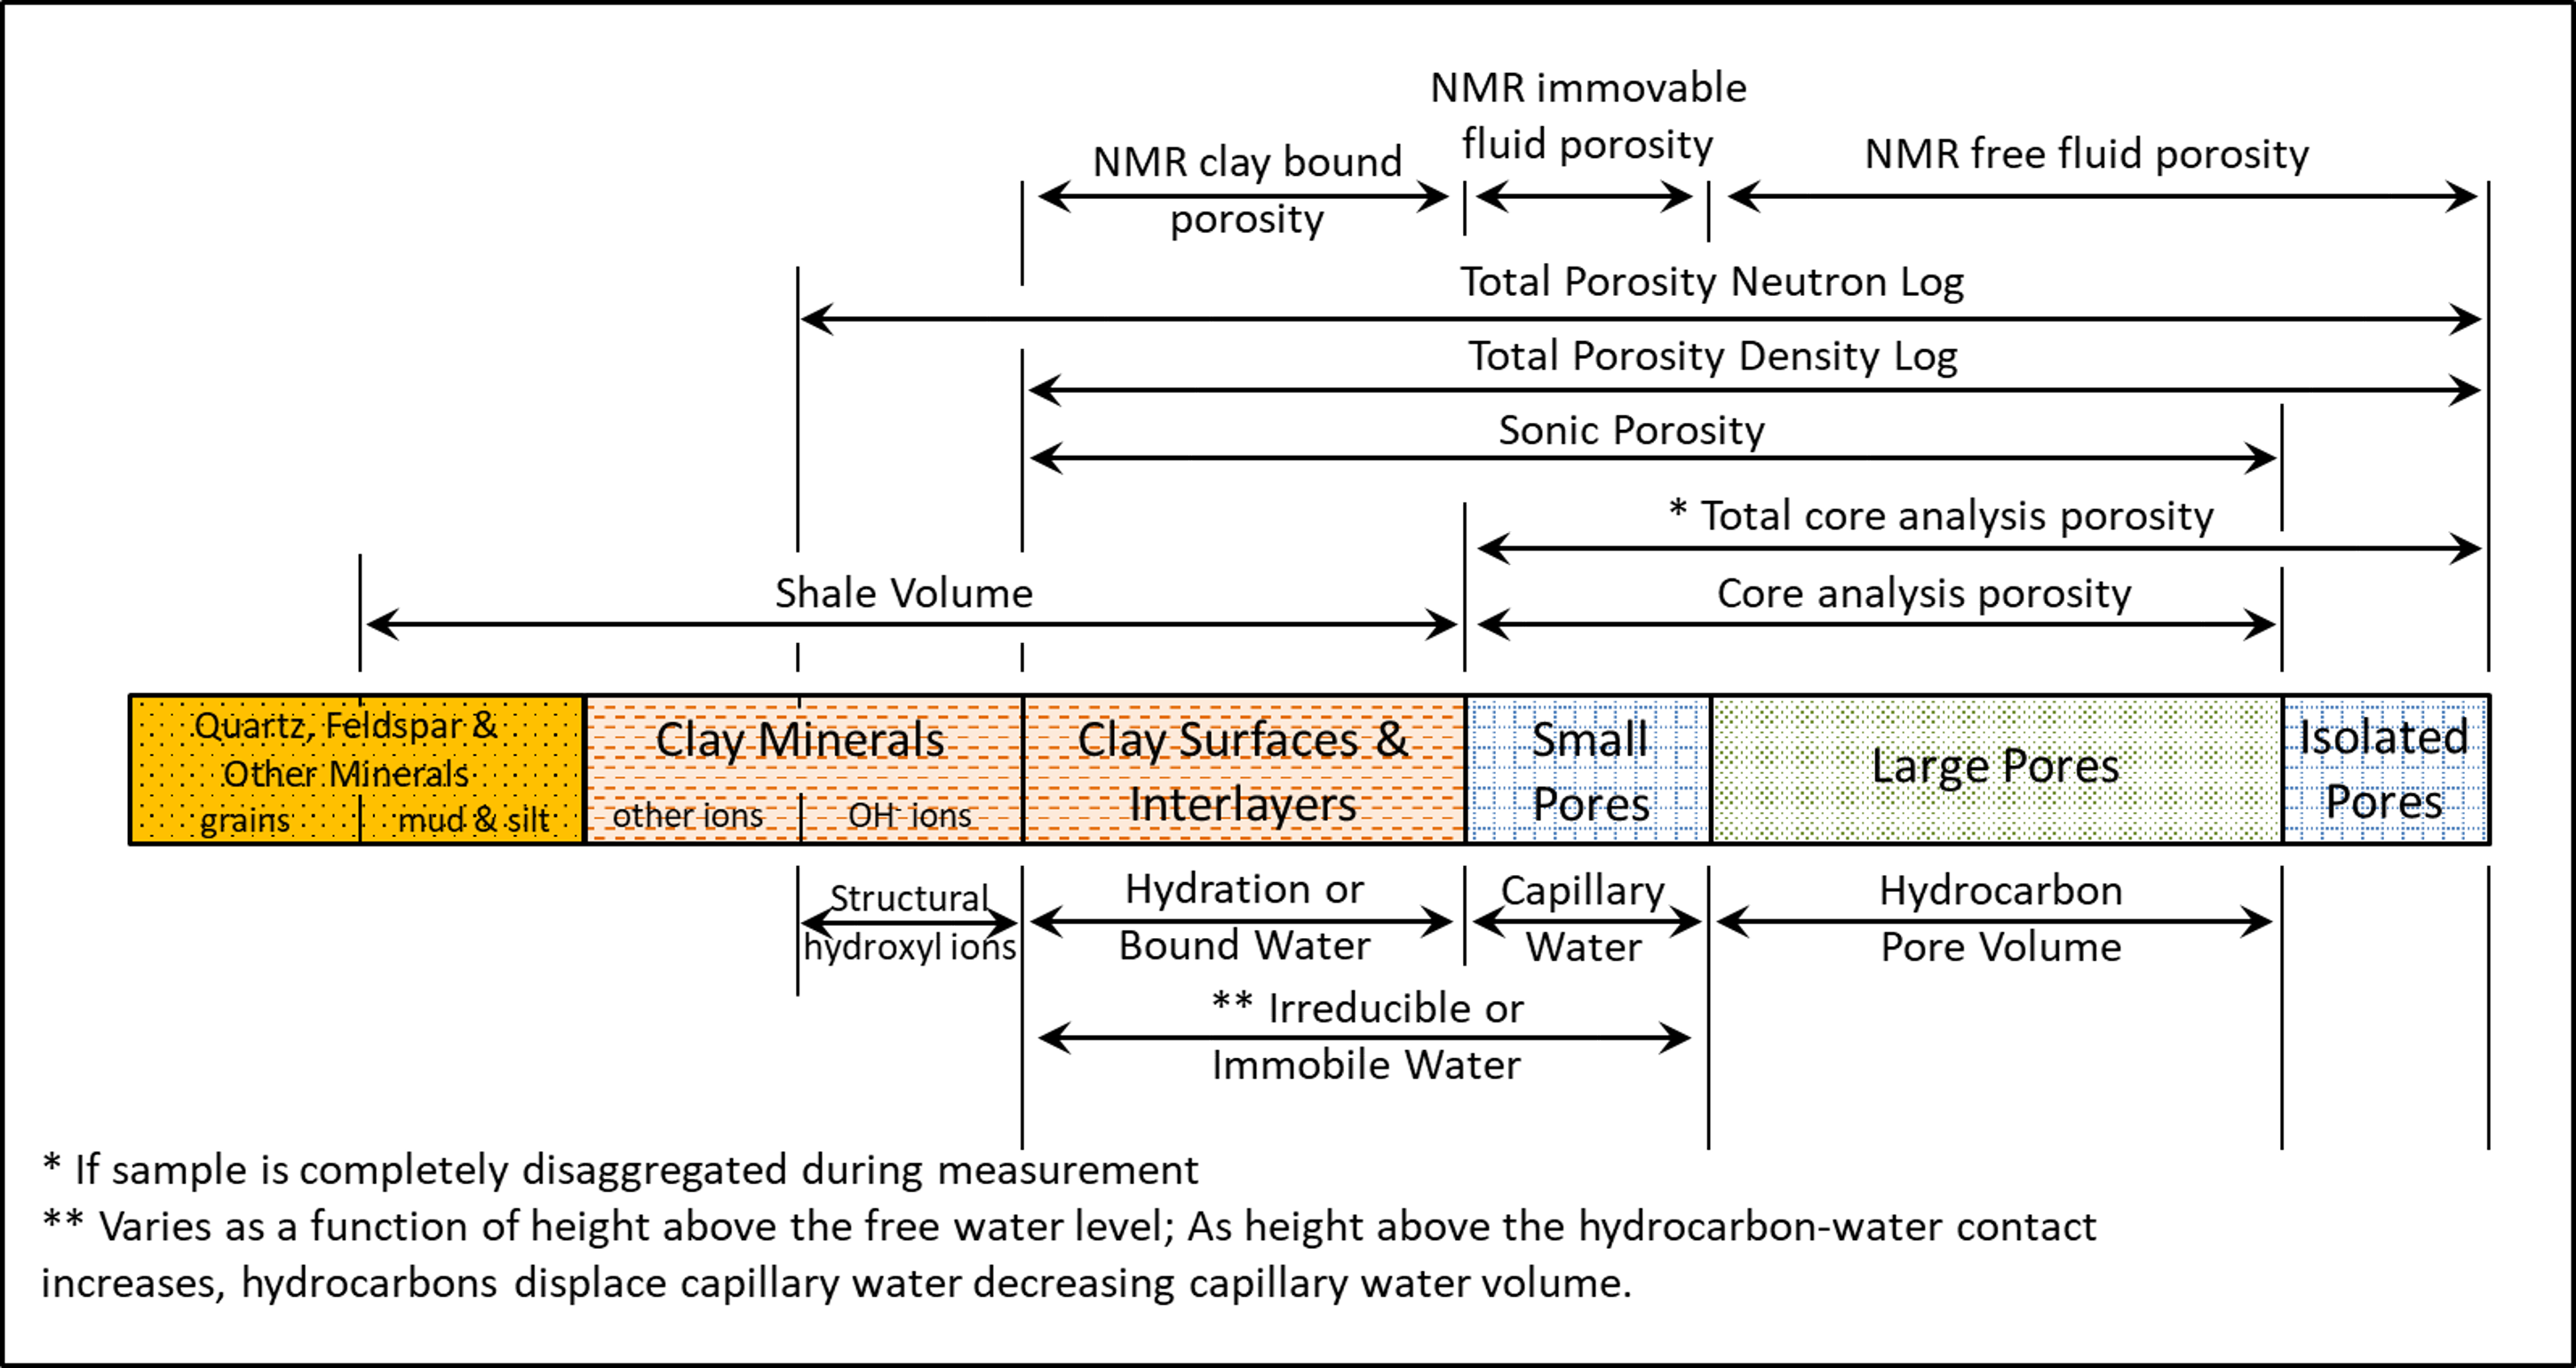 NMR immovable
fluid porosity
NMR clay bound
porosity
NMR free fluid porosity
Total Porosity Neutron Log
Total Porosity Density Log
Sonic Porosity
* Total core analysis porosity
Shale Volume
Core analysis porosity
Quartz, Feldspar &
Other Minerals
grains
mud & silt
Clay Minerals
other ions
OH⁻ ions
Clay Surfaces &
Interlayers
Small
Pores
Large Pores
Isolated
Pores
Structural
hydroxyl ions
Hydration or
Bound Water
Capillary
Water
Hydrocarbon
Pore Volume
** Irreducible or
Immobile Water
* If sample is completely disaggregated during measurement
** Varies as a function of height above the free water level; As height above the hydrocarbon-water contact
increases, hydrocarbons displace capillary water decreasing capillary water volume.